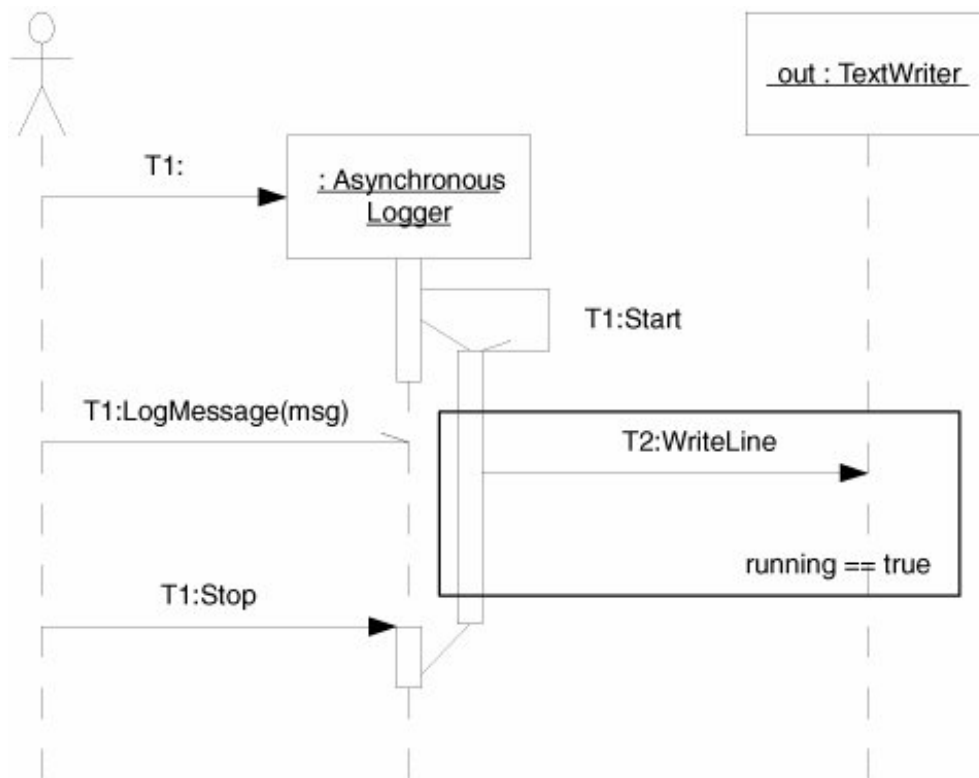 out : TextWriter
T1:
: Asynchronous
Logger
T1:Start
T1:LogMessage(msg)
T2:WriteLine
running == true
T1:Stop